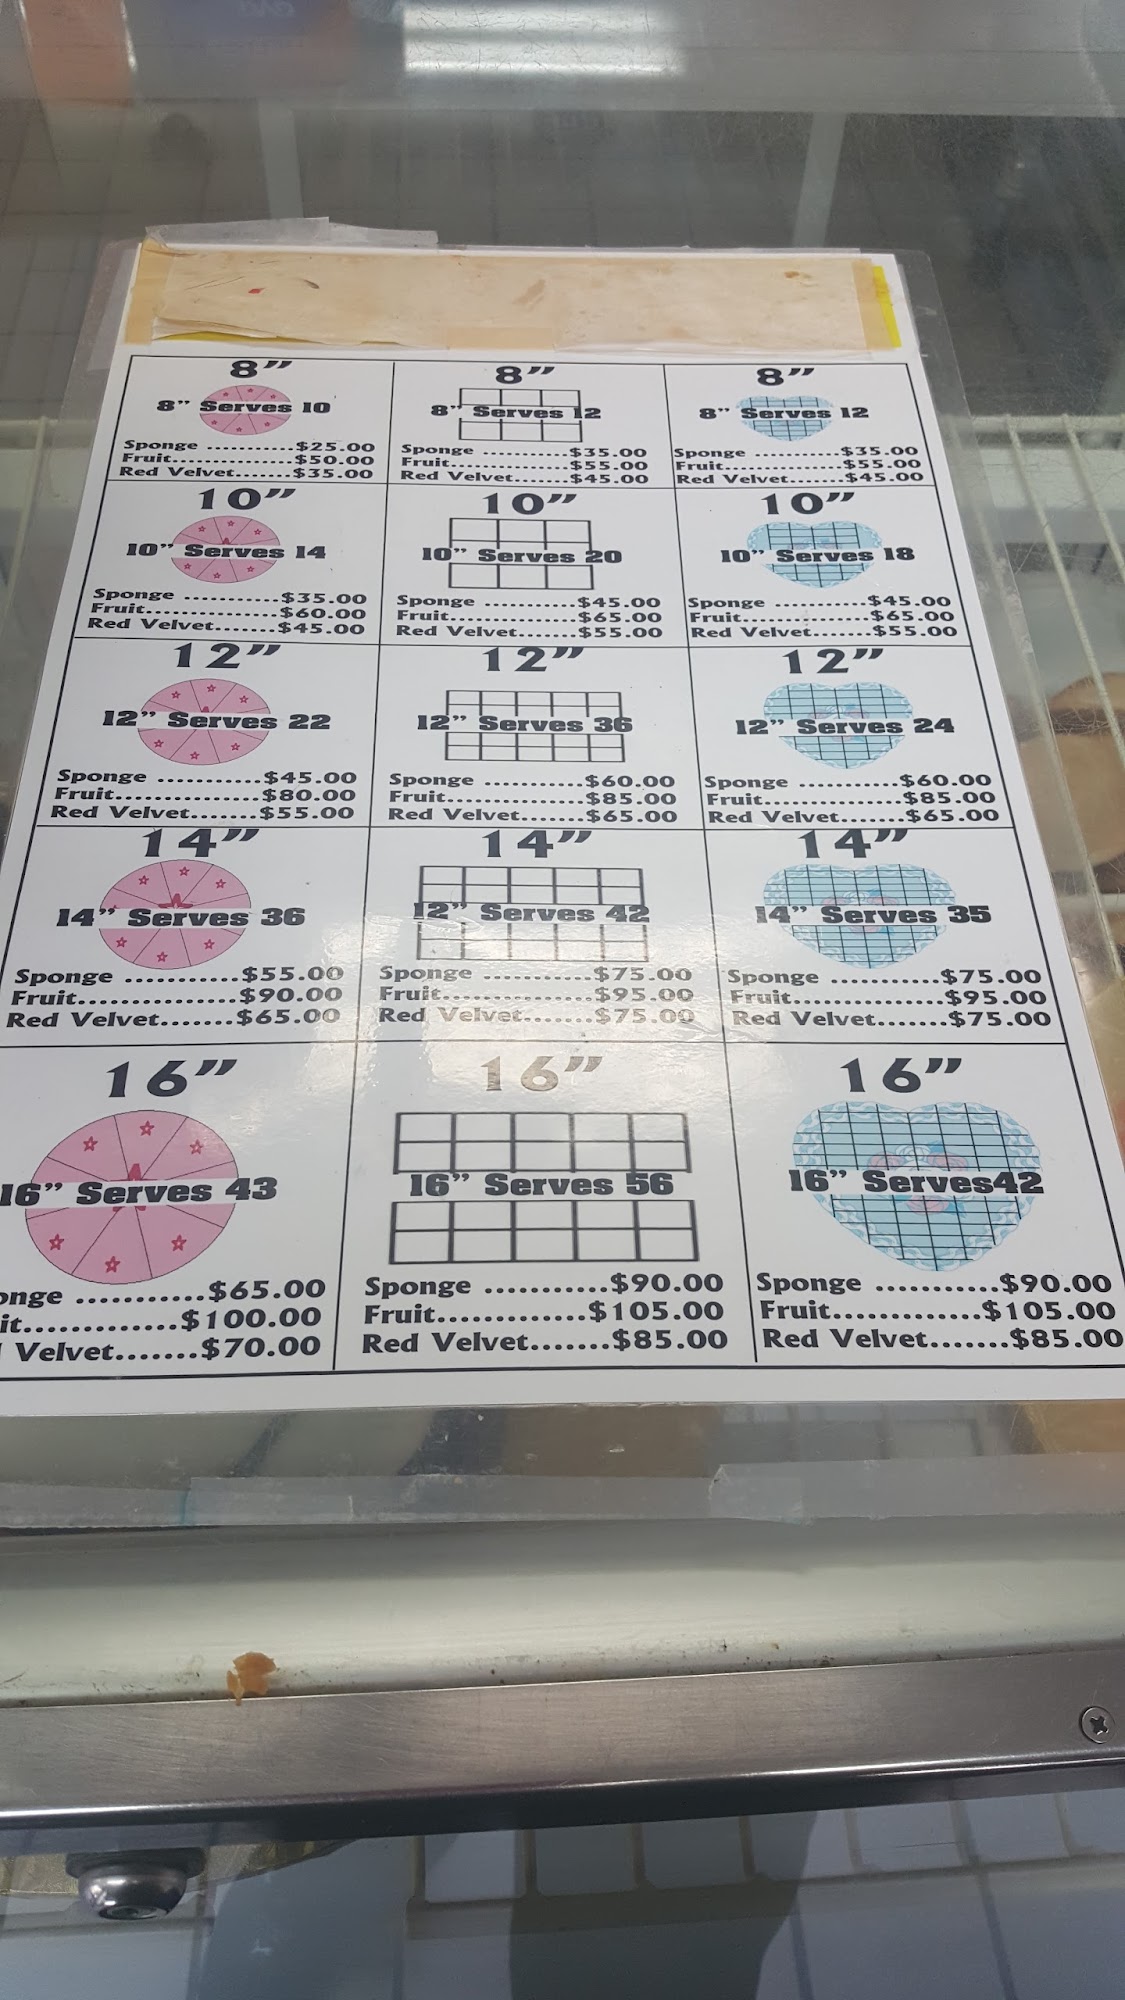 8”
8” Serves 10
Sponge ...........$25.00
Fruit...............$50.00
Red Velvet.......$35.00
8”
8” Serves 12
Sponge ...........$35.00
Fruit...............$55.00
Red Velvet.......$45.00
8”
8” Serves 12
Sponge ...........$35.00
Fruit...............$55.00
Red Velvet.......$45.00
10”
10” Serves 14
Sponge ...........$35.00
Fruit...............$60.00
Red Velvet.......$45.00
10”
10” Serves 20
Sponge ...........$45.00
Fruit...............$65.00
Red Velvet.......$55.00
10”
10” Serves 18
Sponge ...........$45.00
Fruit...............$65.00
Red Velvet.......$55.00
12”
12” Serves 22
Sponge ...........$45.00
Fruit...............$80.00
Red Velvet.......$55.00
12”
12” Serves 36
Sponge ...........$60.00
Fruit...............$85.00
Red Velvet.......$65.00
12”
12” Serves 24
Sponge ...........$60.00
Fruit...............$85.00
Red Velvet.......$65.00
14”
14” Serves 36
Sponge ...........$55.00
Fruit...............$90.00
Red Velvet.......$65.00
14”
12” Serves 42
Sponge ...........$75.00
Fruit...............$95.00
Red Velvet.......$75.00
14”
14” Serves 35
Sponge ...........$75.00
Fruit...............$95.00
Red Velvet.......$75.00
16”
16” Serves 43
onge ...........$65.00
it..............$100.00
Velvet.......$70.00
16”
16” Serves 56
Sponge ...........$90.00
Fruit.............$105.00
Red Velvet.......$85.00
16”
16” Serves42
Sponge ...........$90.00
Fruit.............$105.00
Red Velvet.......$85.00